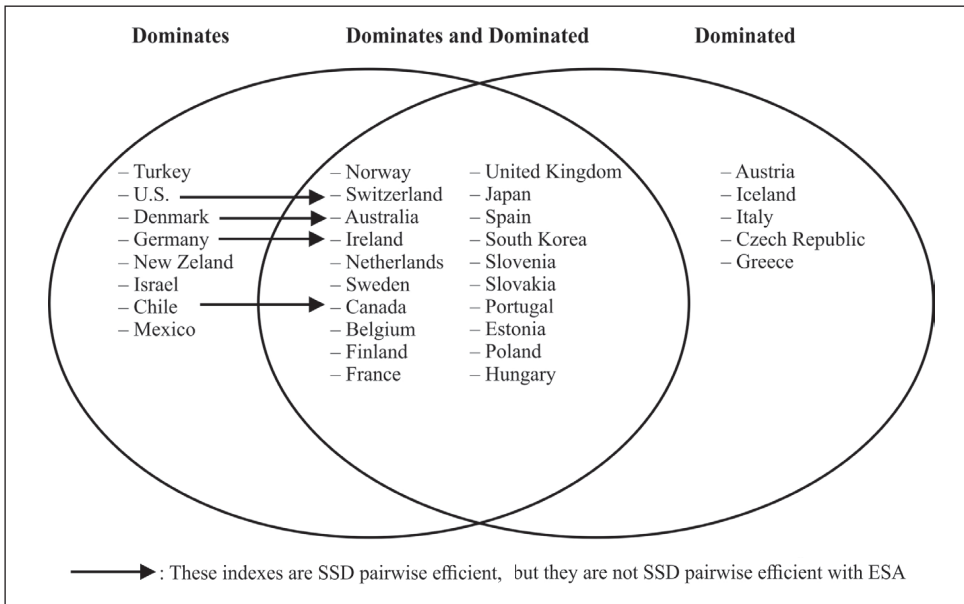 Dominates
Dominates and Dominated
Dominated
– Turkey
– U.S.
– Denmark
– Germany
– New Zeland
– Israel
– Chile
– Mexico
– Norway
– Switzerland
– Australia
– Ireland
– Netherlands
– Sweden
– Canada
– Belgium
– Finland
– France
– United Kingdom
– Japan
– Spain
– South Korea
– Slovenia
– Slovakia
– Portugal
– Estonia
– Poland
– Hungary
– Austria
– Iceland
– Italy
– Czech Republic
– Greece
: These indexes are SSD pairwise efficient, but they are not SSD pairwise efficient with ESA